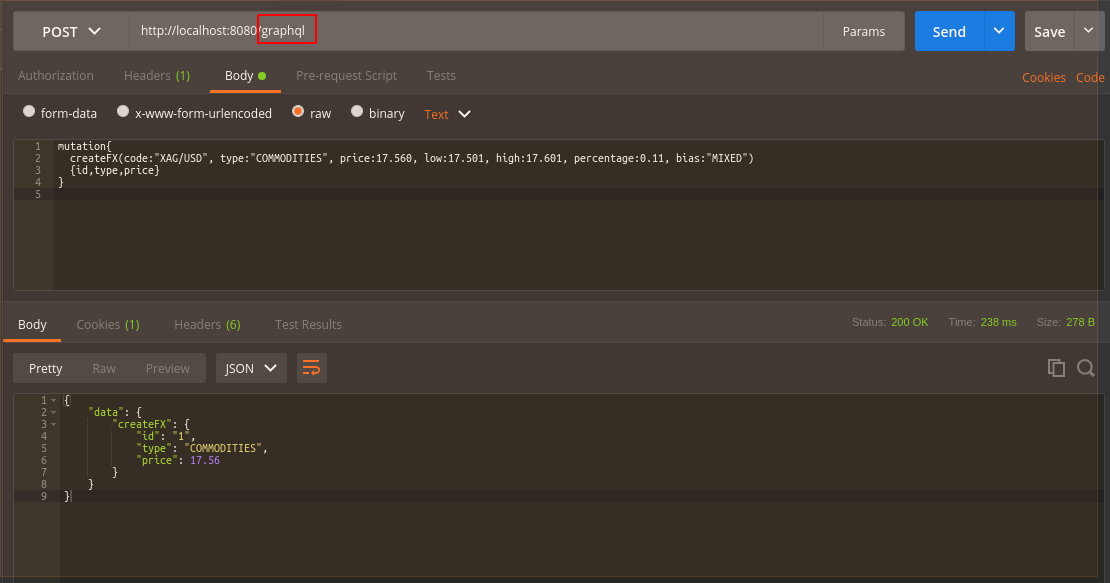 POST http://localhost:8080/graphql Params Send Save
Authorization Headers (1) Body Pre-request Script Tests Cookies Code
form-data x-www-form-urlencoded raw binary Text
1 mutation{
2 createFX(code:"XAG/USD", type:"COMMODITIES", price:17.560, low:17.501, high:17.601, percentage:0.11, bias:"MIXED")
3 {id,type,price}
4 }
5
Body Cookies (1) Headers (6) Test Results Status: 200 OK Time: 238 ms Size: 278 B
Pretty Raw Preview JSON
1 {
2 "data": {
3 "createFX": {
4 "id": "1",
5 "type": "COMMODITIES",
6 "price": 17.56
7 }
8 }
9 }